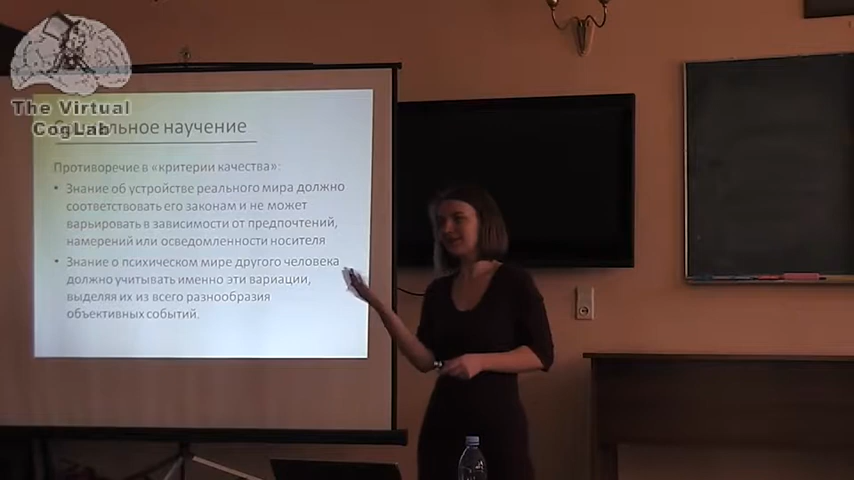 The Virtual
CogLab
научение
Противоречие в «критерии качества»:
• Знание об устройстве реального мира должно
соответствовать его законам и не может
варьировать в зависимости от предпочтений,
намерений или осведомленности носителя
• Знание о психическом мире другого человека
должно учитывать именно эти вариации,
выделяя их из всего разнообразия
объективных событий.